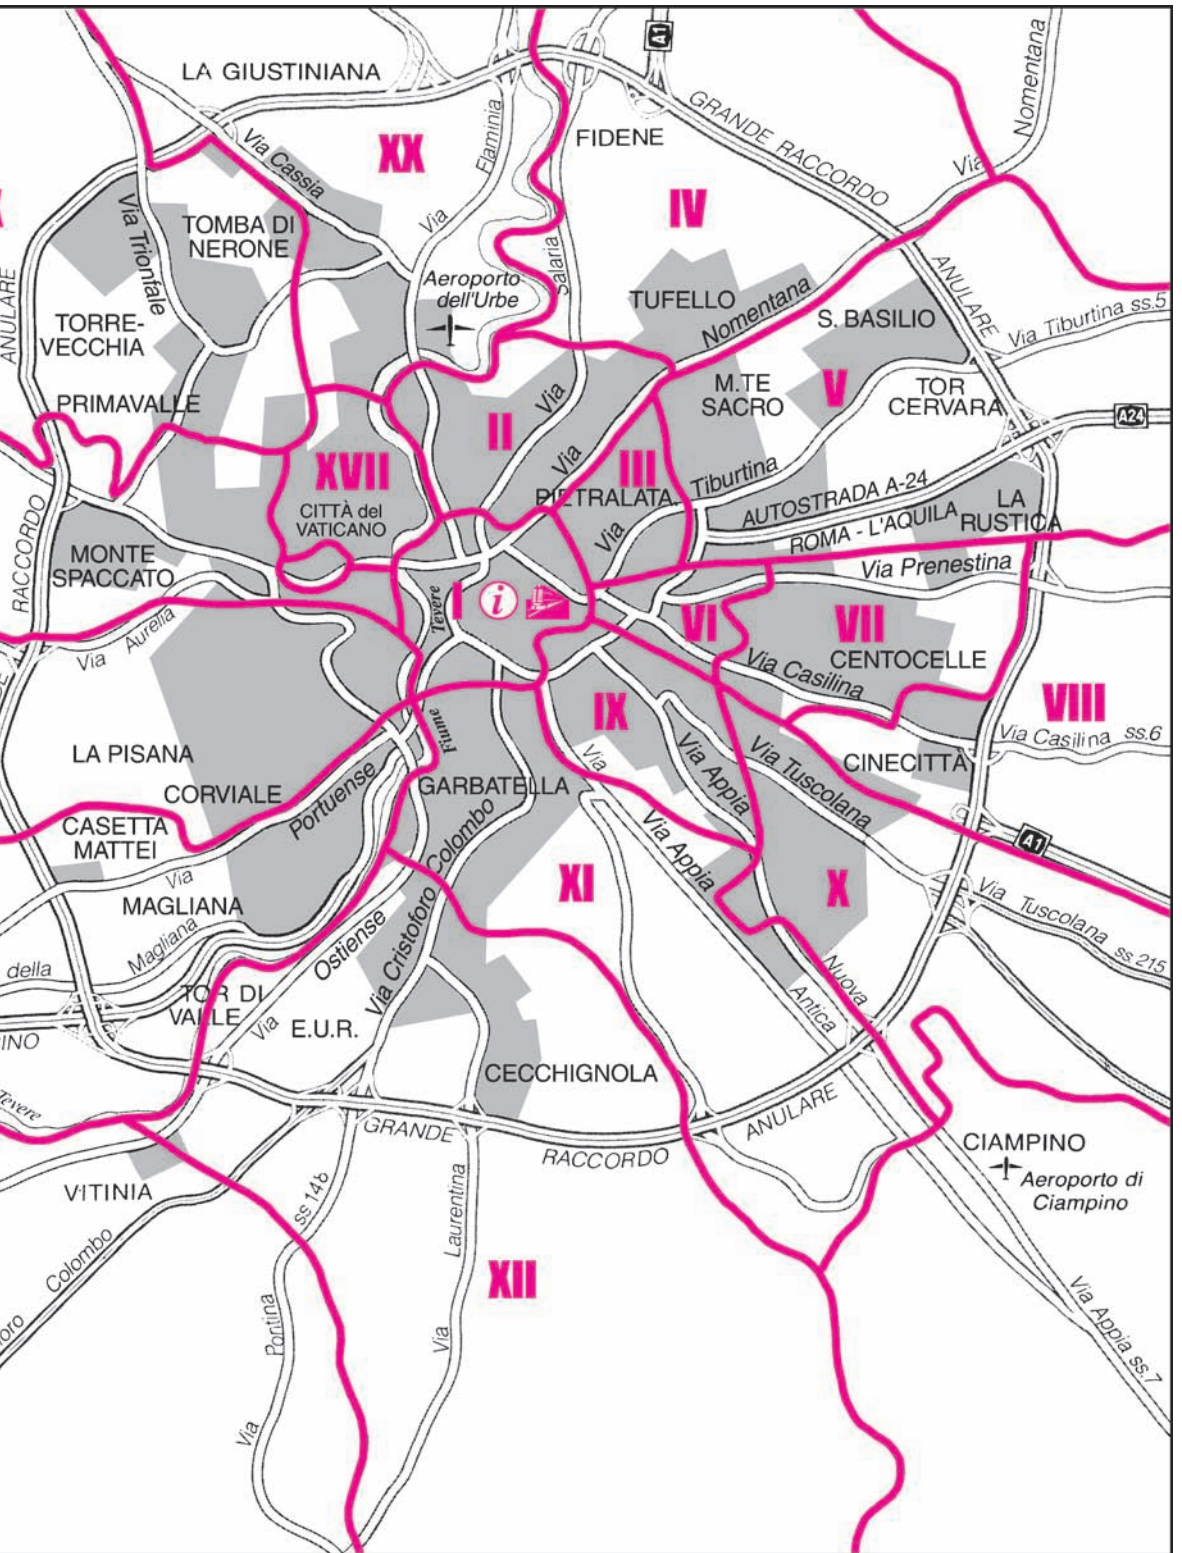 A1
LA GIUSTINIANA
Nomentana
Flaminia
GRANDE RACCORDO
FIDENE
Via Cassia
XX
Via
Via Trionfale
IV
Via
TOMBA DI
NERONE
Salaria
ANULARE
ANULARE
Aeroporto
dell'Urbe
TUFELLO
Nomentana
S. BASILIO
Via Tiburtina ss.5
TORRE-
VECCHIA
PRIMAVALLE
M.TE
SACRO
V
TOR
CERVARA
A24
Via
II
Via
III
XVII
PIETRALATA
Tiburtina
AUTOSTRADA A-24
LA
RUSTICA
CITTÀ del
VATICANO
Via
ROMA - L'AQUILA
RACCORDO
MONTE
SPACCATO
Via Prenestina
Tevere
I
i
VI
VII
Via Aurelia
CENTOCELLE
Via Casilina
VIII
IX
Fiume
Via Casilina ss.6
LA PISANA
Via
Via Appia
Via Tuscolana
CINECITTÀ
CORVIALE
Portuense
GARBATELLA
CASETTA
MATTEI
Via
Via Appia
A1
XI
X
Via Tuscolana ss 215
MAGLIANA
Via Cristoforo Colombo
Ostiense
della
Magliana
Nuova
Antica
TOR DI
VALLE
Via
E.U.R.
INO
CECCHIGNOLA
Tevere
GRANDE
RACCORDO
ANULARE
CIAMPINO
Aeroporto di
Ciampino
VITINIA
ss 148
Laurentina
Colombo
XII
oro
Pontina
Via
Via Appia ss.7
Via